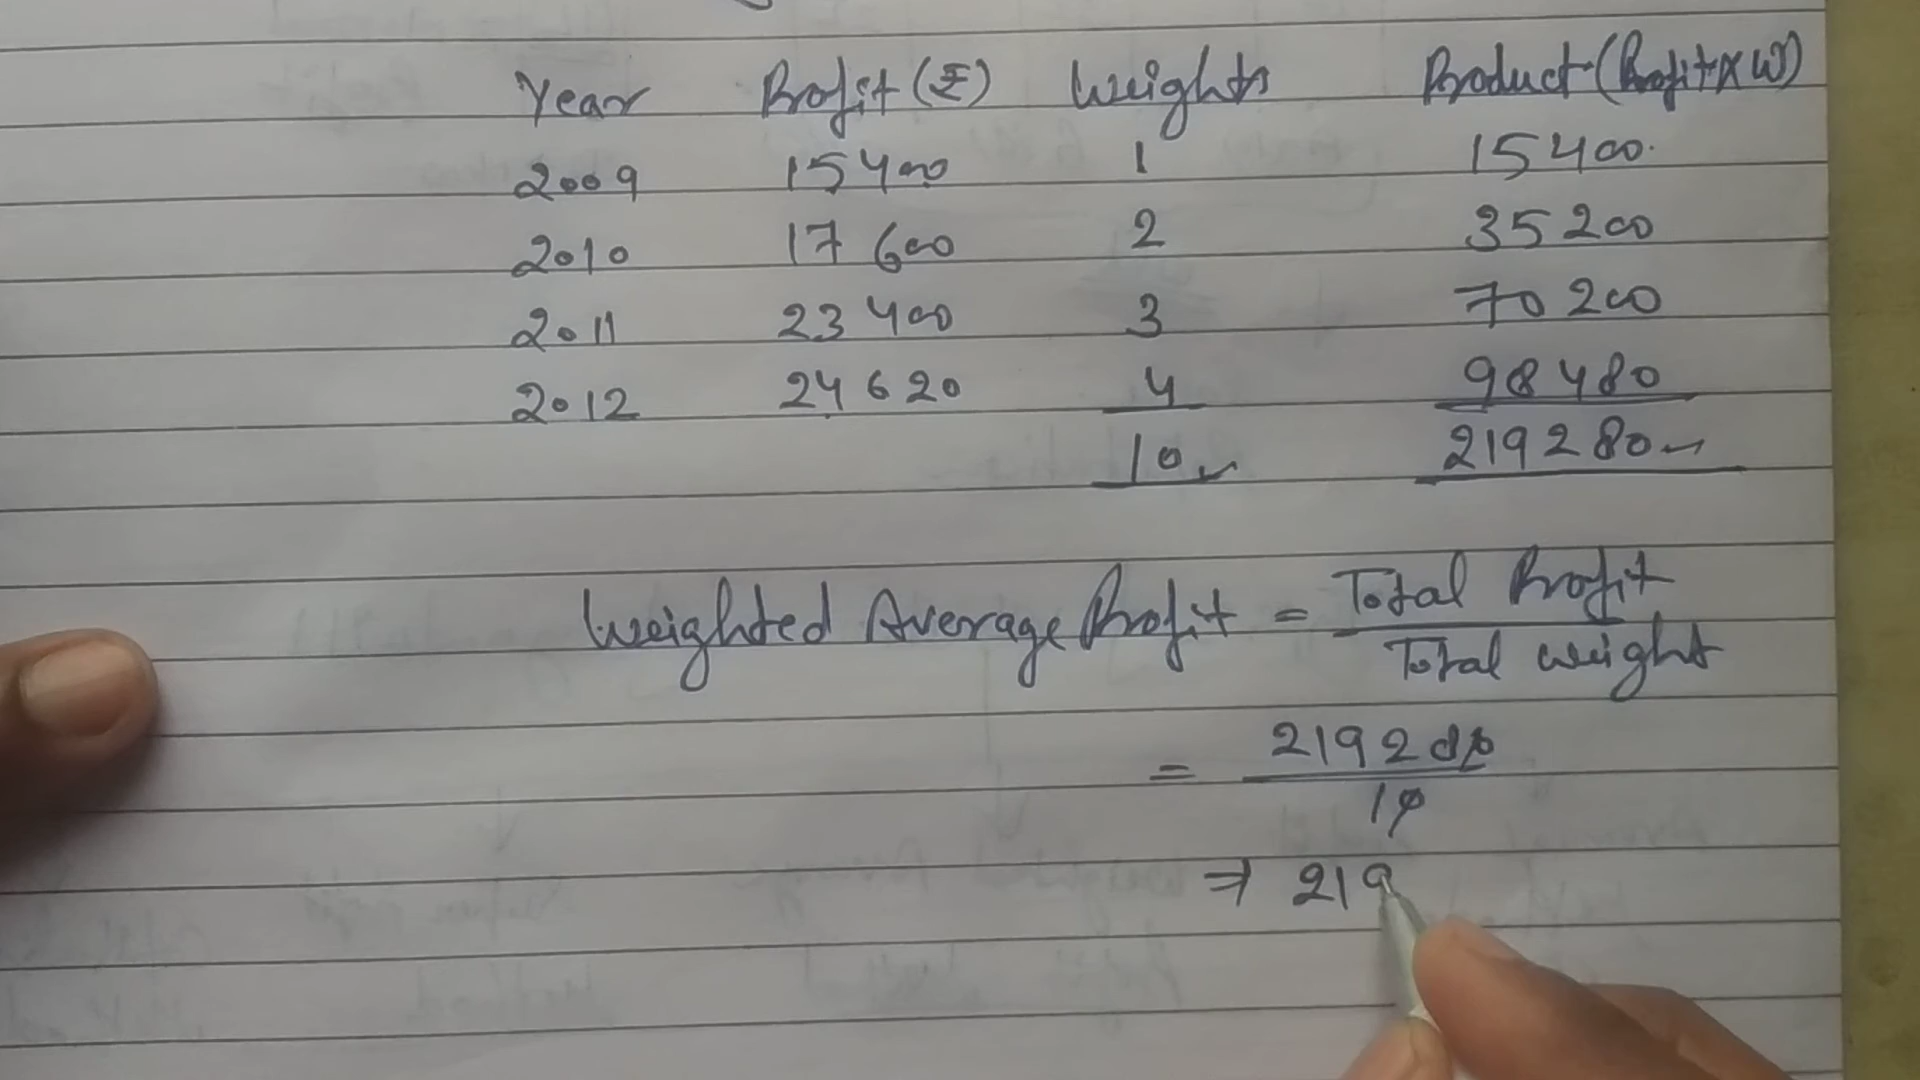 Year Profit (₹) Weights Product (Profit x W)
2009 15400 1 15400.
2010 17600 2 35200
2011 23400 3 70200
2012 24620 4 98480
10 219280
Weighted Average Profit = Total Profit
Total weight
= 219280
10
⇒ 219